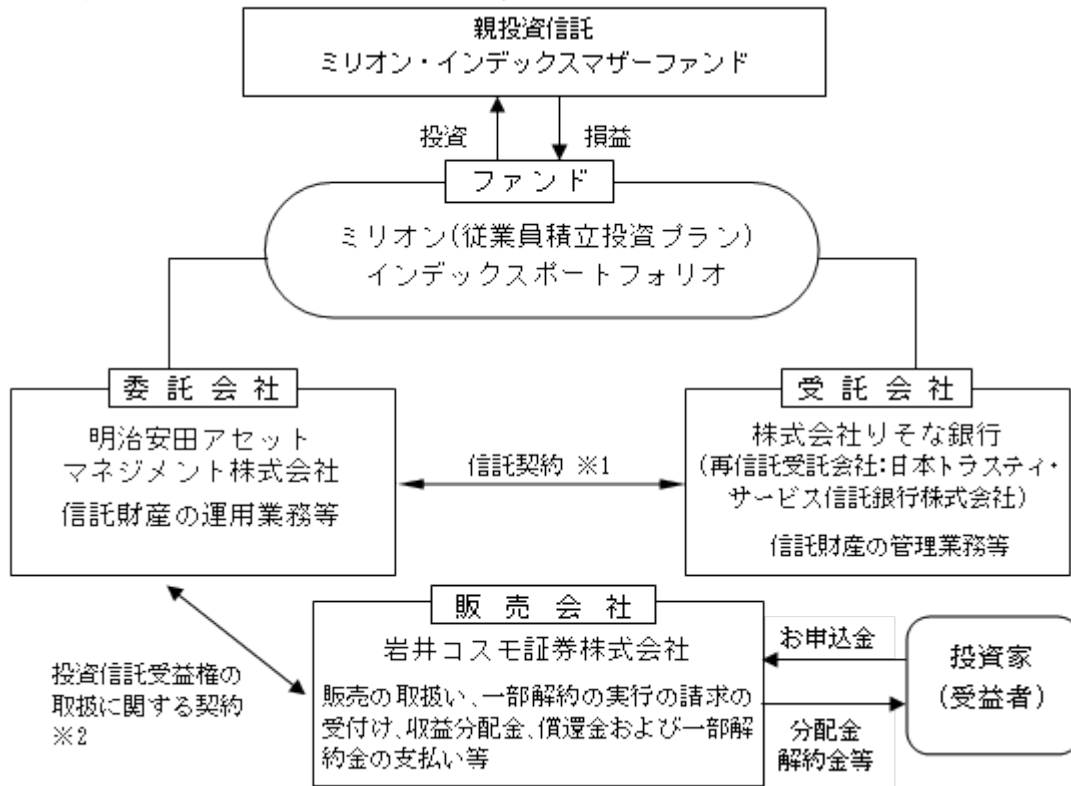 親投資信託
ミリオン・インデックスマザーファンド
投資
損益
ファンド
ミリオン(従業員積立投資プラン)
インデックスポートフォリオ
委託会社
明治安田アセット
マネジメント株式会社
信託財産の運用業務等
信託契約 ※1
受託会社
株式会社りそな銀行
(再信託受託会社:日本トラスティ・
サービス信託銀行株式会社)
信託財産の管理業務等
投資信託受益権の
取扱に関する契約
※2
販売会社
岩井コスモ証券株式会社
販売の取扱い、一部解約の実行の請求の
受付け、収益分配金、償還金および一部解
約金の支払い等
お申込金
分配金
解約金等
投資家
(受益者)